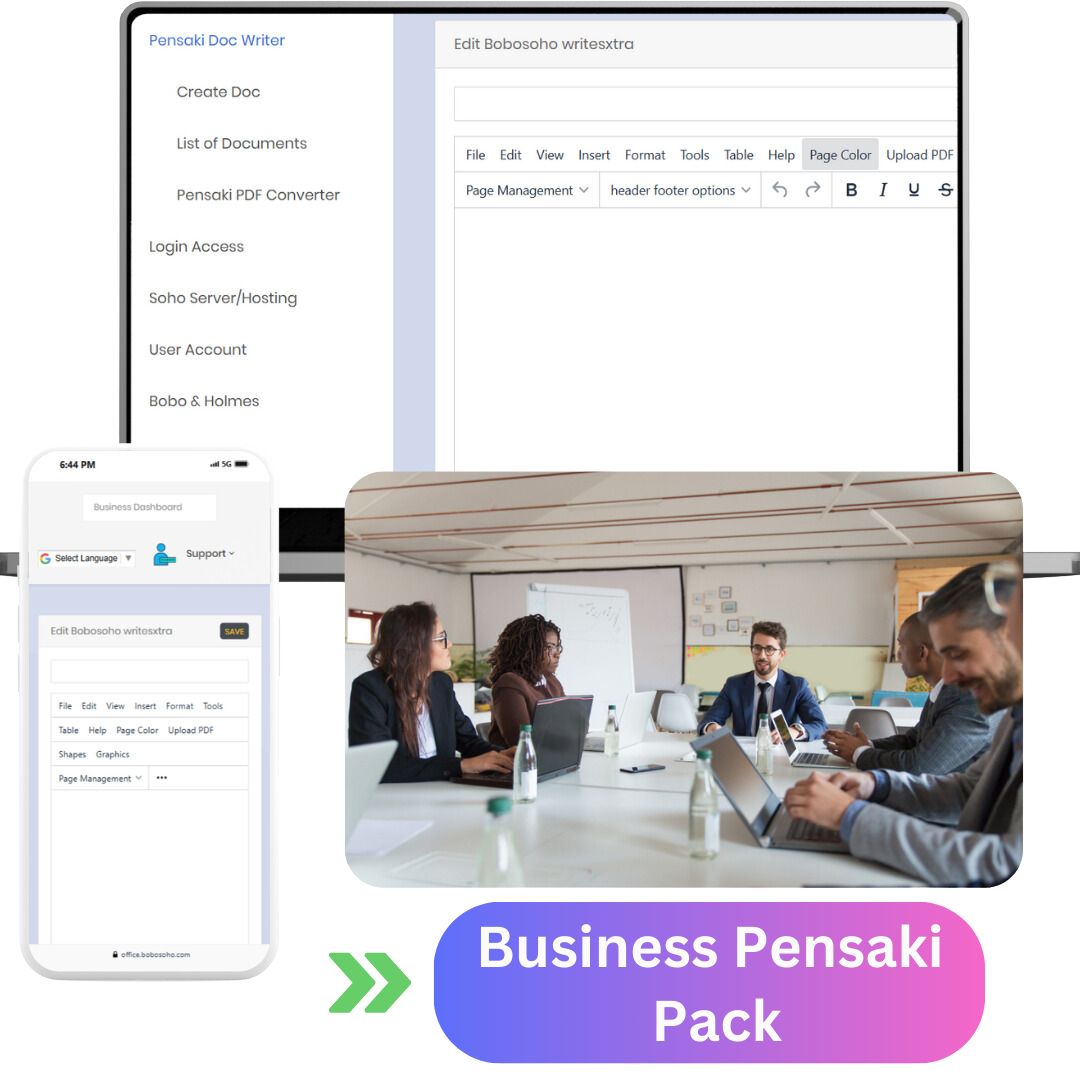 Pensaki Doc Writer
Create Doc
List of Documents
Pensaki PDF Converter
Login Access
Soho Server/Hosting
User Account
Bobo & Holmes
Edit Bobosoho writesxtra
File Edit View Insert Format Tools Table Help Page Color Upload PDF
Page Management header footer options B I U S
6:44 PM 5G
Business Dashboard
G Select Language ▼ Support
Edit Bobosoho writesxtra SAVE
File Edit View Insert Format Tools
Table Help Page Color Upload PDF
Shapes Graphics
Page Management •••
office.bobosoho.com
Business Pensaki
Pack